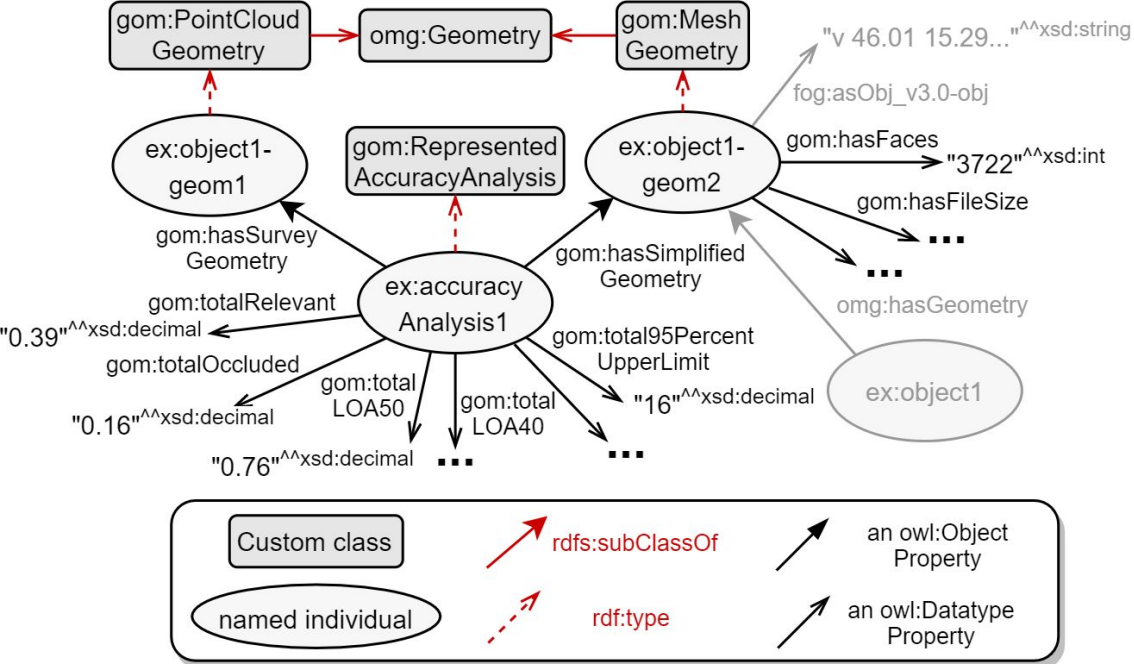 gom:PointCloud
Geometry
omg:Geometry
gom:Mesh
Geometry
"v 46.01 15.29..."^^xsd:string
fog:asObj_v3.0-obj
ex:object1-
geom1
gom:Represented
AccuracyAnalysis
ex:object1-
geom2
gom:hasFaces
"3722"^^xsd:int
gom:hasFileSize
...
...
gom:hasSurvey
Geometry
gom:hasSimplified
Geometry
omg:hasGeometry
ex:accuracy
Analysis1
gom:totalRelevant
"0.39"^^xsd:decimal
gom:totalOccluded
"0.16"^^xsd:decimal
gom:total
LOA50
"0.76"^^xsd:decimal
gom:total
LOA40
...
...
gom:total95Percent
UpperLimit
"16"^^xsd:decimal
ex:object1
Custom class
rdfs:subClassOf
an owl:Object
Property
named individual
rdf:type
an owl:Datatype
Property